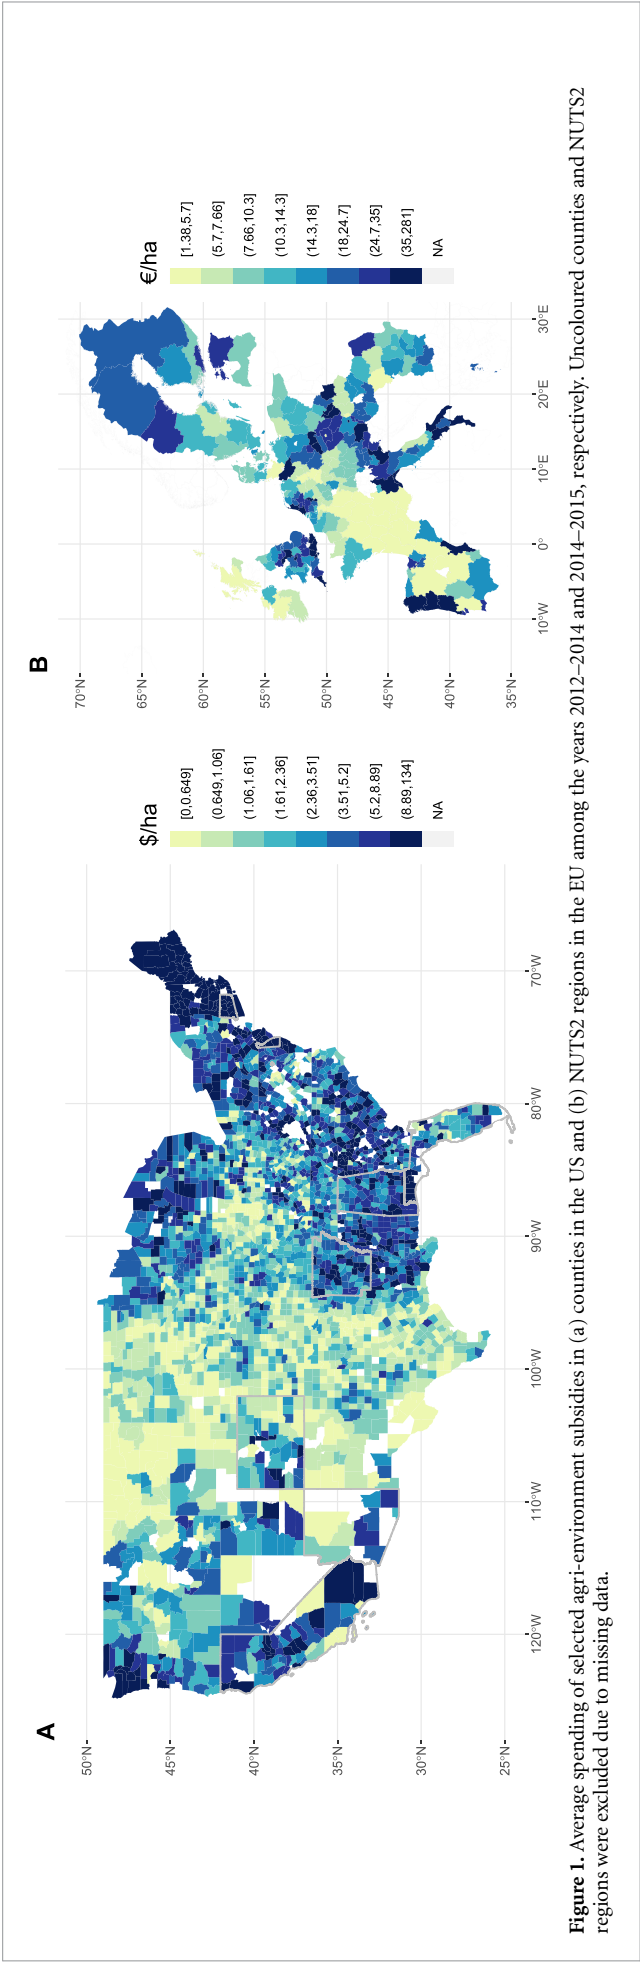 A
50°N
45°N
40°N
35°N
30°N
25°N
120°W
110°W
100°W
90°W
80°W
70°W
$/ha
[0,0.649]
(0.649,1.06]
(1.06,1.61]
(1.61,2.36]
(2.36,3.51]
(3.51,5.2]
(5.2,8.89]
(8.89,134]
NA
B
70°N
65°N
60°N
55°N
50°N
45°N
40°N
35°N
10°W
0°
10°E
20°E
30°E
€/ha
[1.38,5.7]
(5.7,7.66]
(7.66,10.3]
(10.3,14.3]
(14.3,18]
(18,24.7]
(24.7,35]
(35,281]
NA
Figure 1. Average spending of selected agri-environment subsidies in (a) counties in the US and (b) NUTS2 regions in the EU among the years 2012–2014 and 2014–2015, respectively. Uncoloured counties and NUTS2
regions were excluded due to missing data.